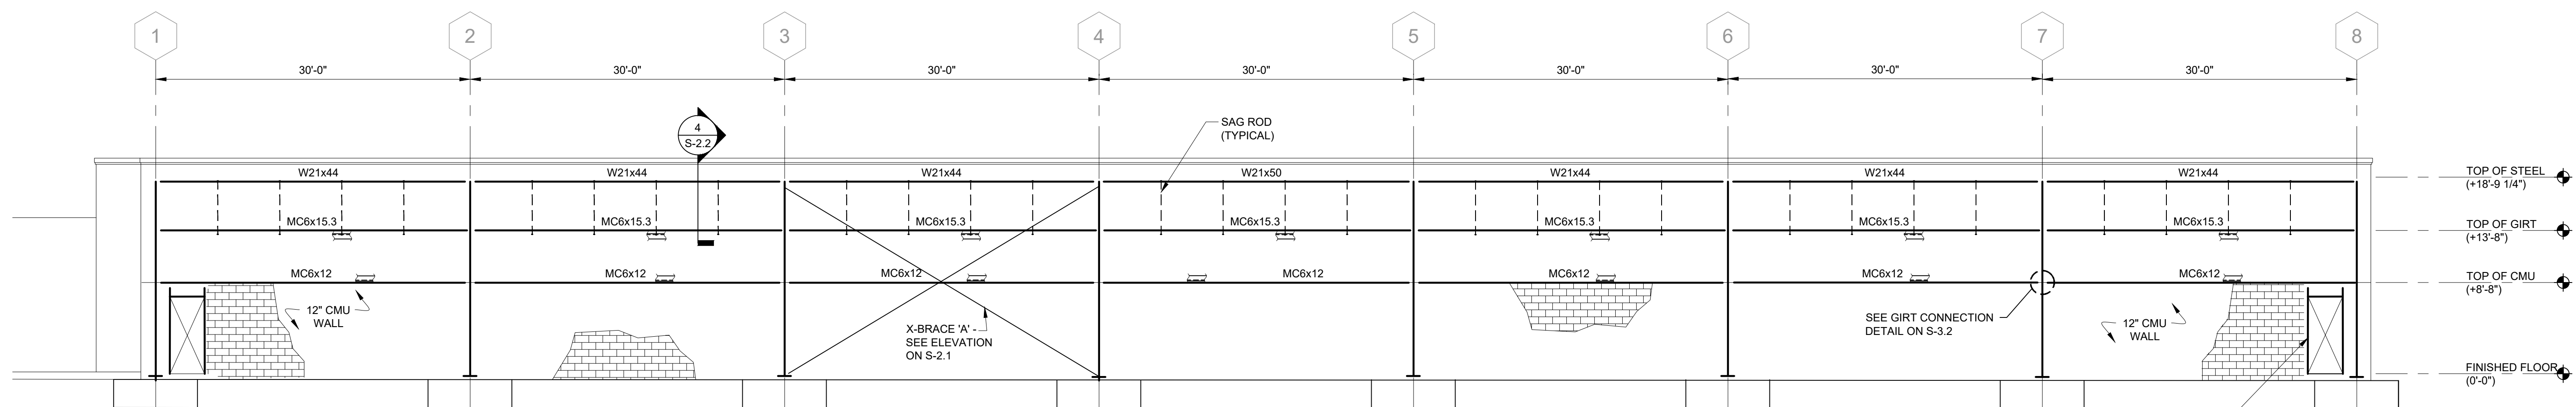 1 2 3 4 5 6 7 8
30'-0" 30'-0" 30'-0" 30'-0" 30'-0" 30'-0" 30'-0"
4
S-2.2
SAG ROD
(TYPICAL)
W21x44 W21x44 W21x44 W21x50 W21x44 W21x44 W21x44
TOP OF STEEL
(+18'-9 1/4")
MC6x15.3 MC6x15.3 MC6x15.3 MC6x15.3 MC6x15.3 MC6x15.3 MC6x15.3
TOP OF GIRT
(+13'-8")
MC6x12 MC6x12 MC6x12 MC6x12 MC6x12 MC6x12 MC6x12
TOP OF CMU
(+8'-8")
12" CMU
WALL
X-BRACE 'A' -
SEE ELEVATION
ON S-2.1
SEE GIRT CONNECTION
DETAIL ON S-3.2
12" CMU
WALL
FINISHED FLOOR
(0'-0")